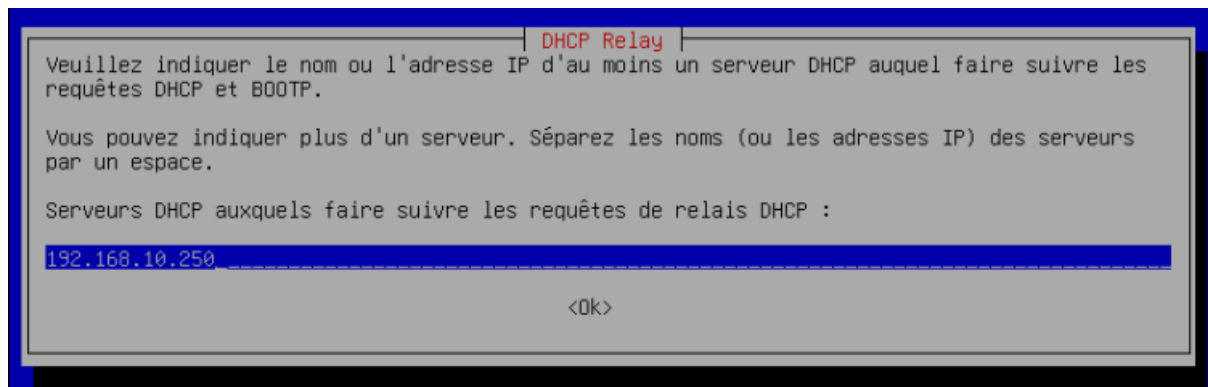 DHCP Relay
Veuillez indiquer le nom ou l'adresse IP d'au moins un serveur DHCP auquel faire suivre les
requêtes DHCP et BOOTP.
Vous pouvez indiquer plus d'un serveur. Séparez les noms (ou les adresses IP) des serveurs
par un espace.
Serveurs DHCP auxquels faire suivre les requêtes de relais DHCP :
192.168.10.250
<Ok>